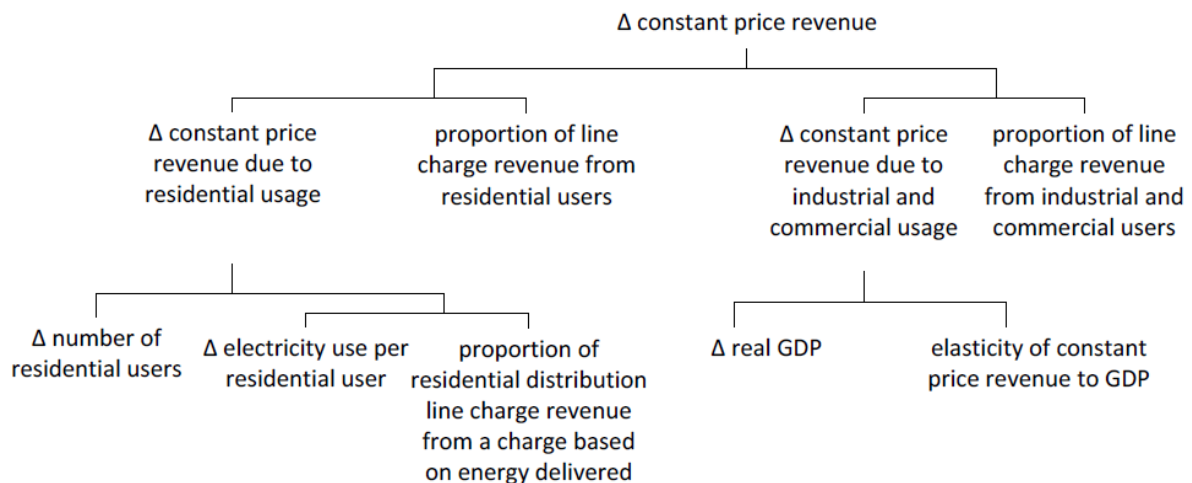 Δ constant price revenue
Δ constant price
revenue due to
residential usage
proportion of line
charge revenue from
residential users
Δ constant price
revenue due to
industrial and
commercial usage
proportion of line
charge revenue
from industrial and
commercial users
Δ number of
residential users
Δ electricity use per
residential user
proportion of
residential distribution
line charge revenue
from a charge based
on energy delivered
Δ real GDP
elasticity of constant
price revenue to GDP